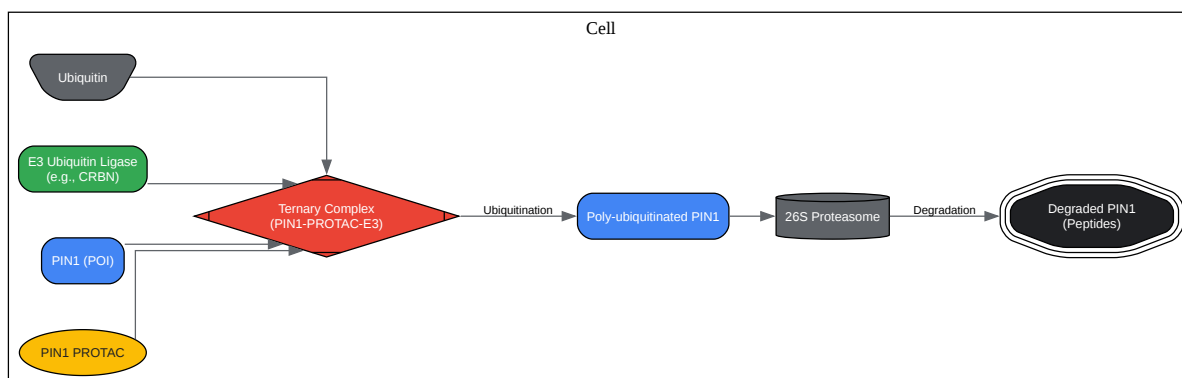 Cell
Ubiquitin
E3 Ubiquitin Ligase
(e.g., CRBN)
PIN1 (POI)
PIN1 PROTAC
Ternary Complex
(PIN1-PROTAC-E3)
Ubiquitination
Poly-ubiquitinated PIN1
26S Proteasome
Degradation
Degraded PIN1
(Peptides)